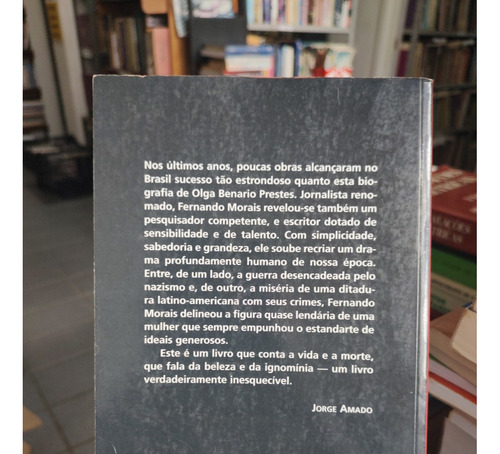 Nos últimos anos, poucas obras alcançaram no
Brasil sucesso tão estrondoso quanto esta bio-
grafia de Olga Benario Prestes. Jornalista reno-
mado, Fernando Morais revelou-se também um
pesquisador competente, e escritor dotado de
sensibilidade e de talento. Com simplicidade,
sabedoria e grandeza, ele soube recriar um dra-
ma profundamente humano de nossa época.
Entre, de um lado, a guerra desencadeada pelo
nazismo e, de outro, a miséria de uma ditadu-
ra latino-americana com seus crimes, Fernando
Morais delineou a figura quase lendária de uma
mulher que sempre empunhou o estandarte de
ideais generosos.
Este é um livro que conta a vida e a morte,
que fala da beleza e da ignomínia — um livro
verdadeiramente inesquecível.
JORGE AMADO